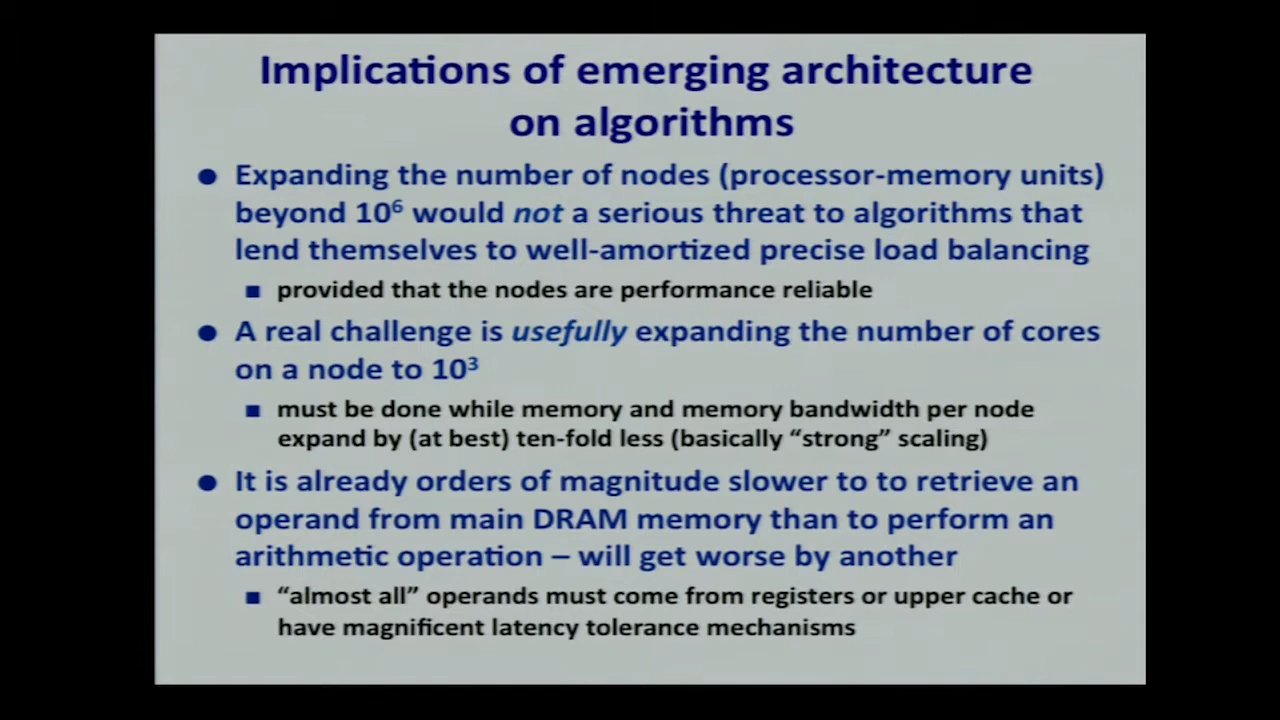 Implications of emerging architecture
on algorithms
● Expanding the number of nodes (processor-memory units)
beyond 10⁶ would not a serious threat to algorithms that
lend themselves to well-amortized precise load balancing
■ provided that the nodes are performance reliable
● A real challenge is usefully expanding the number of cores
on a node to 10³
■ must be done while memory and memory bandwidth per node
expand by (at best) ten-fold less (basically “strong” scaling)
● It is already orders of magnitude slower to to retrieve an
operand from main DRAM memory than to perform an
arithmetic operation – will get worse by another
■ “almost all” operands must come from registers or upper cache or
have magnificent latency tolerance mechanisms